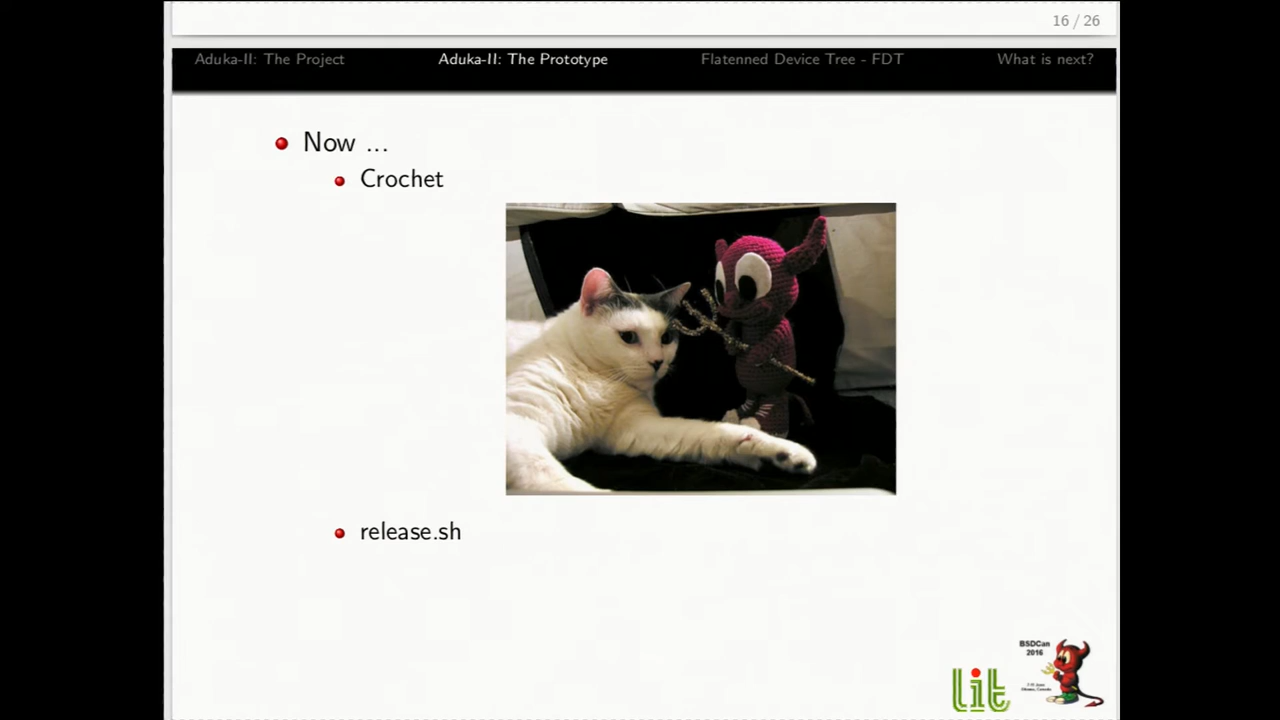 16 / 26
Aduka-II: The Project Aduka-II: The Prototype Flatenned Device Tree - FDT What is next?
Now ...
Crochet
release.sh
BSDCan
2016
lit